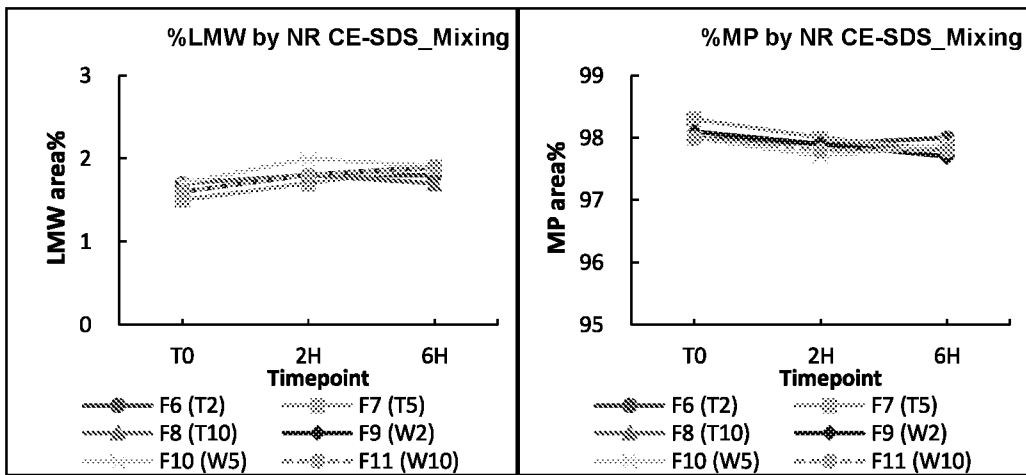 %LMW by NR CE-SDS_Mixing
LMW area%
3
2
1
0
T0 2H 6H
Timepoint
F6 (T2) F7 (T5)
F8 (T10) F9 (W2)
F10 (W5) F11 (W10)
%MP by NR CE-SDS_Mixing
MP area%
99
98
97
96
95
T0 2H 6H
Timepoint
F6 (T2) F7 (T5)
F8 (T10) F9 (W2)
F10 (W5) F11 (W10)